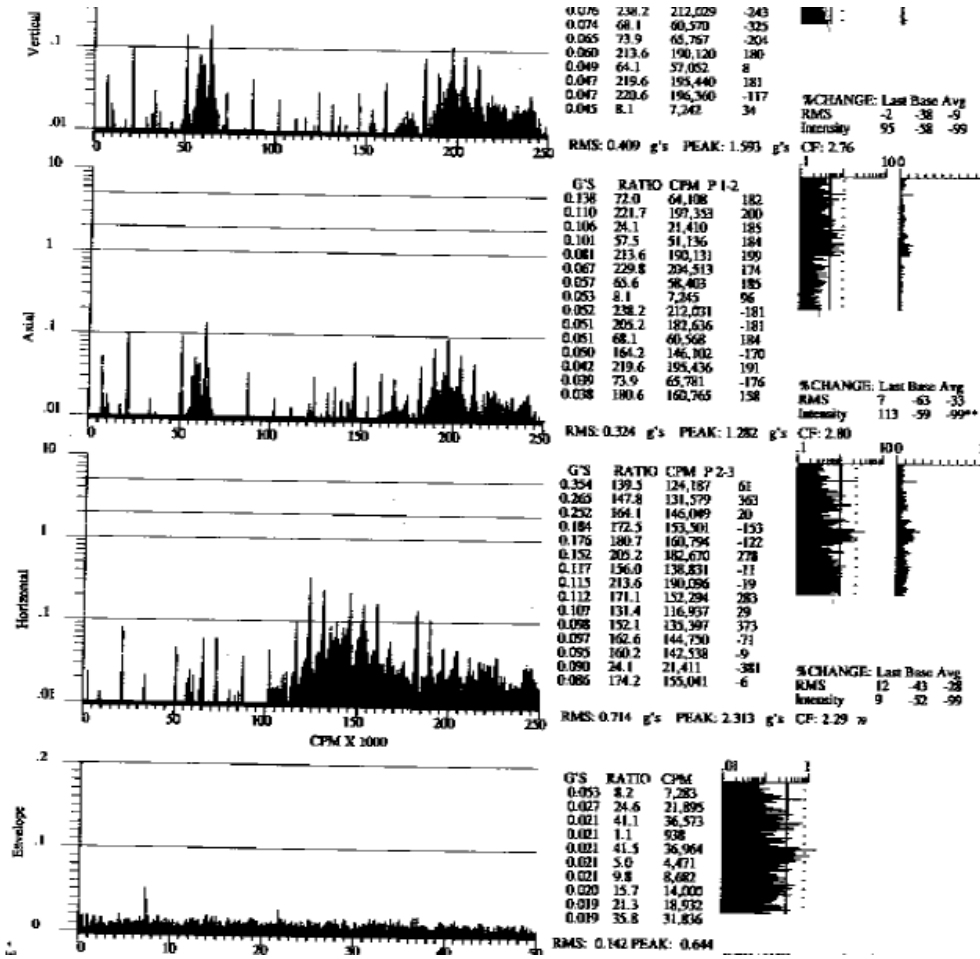 Vertical
.1
.01
0 50 100 150 200 250
0.076 238.2 212,029 -243
0.074 68.1 60,570 -325
0.065 73.9 65,767 -204
0.060 213.6 190,120 180
0.049 64.1 57,052 8
0.047 219.6 195,440 181
0.047 220.6 196,360 -117
0.045 8.1 7,242 34
RMS: 0.409 g's PEAK: 1.593 g's CF: 2.76
%CHANGE: Last Base Avg
RMS -2 -38 -9
Intensity 95 -58 -99
Axial
10
1
.1
.01
0 50 100 150 200 250
G'S RATIO CPM P 1-2
0.138 72.0 64,108 182
0.110 221.7 197,353 200
0.106 24.1 21,410 185
0.101 57.5 51,136 184
0.081 213.6 190,131 199
0.067 229.8 204,513 174
0.057 65.6 58,403 185
0.053 8.1 7,245 96
0.052 238.2 212,031 -181
0.051 205.2 182,636 -181
0.051 68.1 60,568 184
0.050 164.2 146,102 -170
0.042 219.6 195,436 191
0.039 73.9 65,781 -176
0.038 180.6 160,765 158
RMS: 0.324 g's PEAK: 1.282 g's CF: 2.80
.1 100
%CHANGE: Last Base Avg
RMS 7 -63 -33
Intensity 113 -59 -99**
Horizontal
10
1
.1
.01
0 50 100 150 200 250
CPM X 1000
G'S RATIO CPM P 2-3
0.354 139.5 124,187 61
0.265 147.8 131,579 363
0.252 164.1 146,049 20
0.184 172.5 153,501 -153
0.176 180.7 160,794 -122
0.152 205.2 182,670 278
0.117 156.0 138,831 -11
0.115 213.6 190,096 -19
0.112 171.1 152,294 283
0.107 131.4 116,937 29
0.098 152.1 135,397 373
0.097 162.6 144,750 -71
0.095 160.2 142,538 -9
0.090 24.1 21,411 -381
0.086 174.2 155,041 -6
RMS: 0.714 g's PEAK: 2.313 g's CF: 2.29
.1 100
%CHANGE: Last Base Avg
RMS 12 -43 -28
Intensity 9 -52 -99
Envelope
.2
.1
0
0 10 20 30 40 50
G'S RATIO CPM
0.053 8.2 7,283
0.027 24.6 21,895
0.021 41.1 36,573
0.021 1.1 938
0.021 41.5 36,964
0.021 5.0 4,471
0.021 9.8 8,682
0.020 15.7 14,000
0.019 21.3 18,932
0.019 35.8 31,836
RMS: 0.142 PEAK: 0.644
.01 1